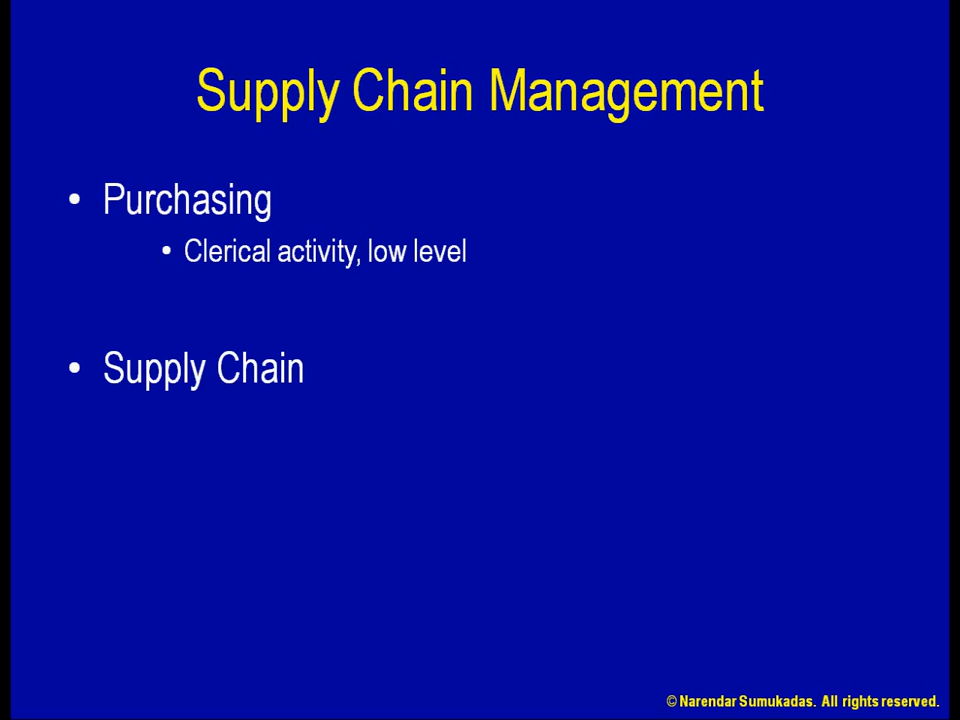 Supply Chain Management
• Purchasing
• Clerical activity, low level
• Supply Chain
© Narendar Sumukadas. All rights reserved.